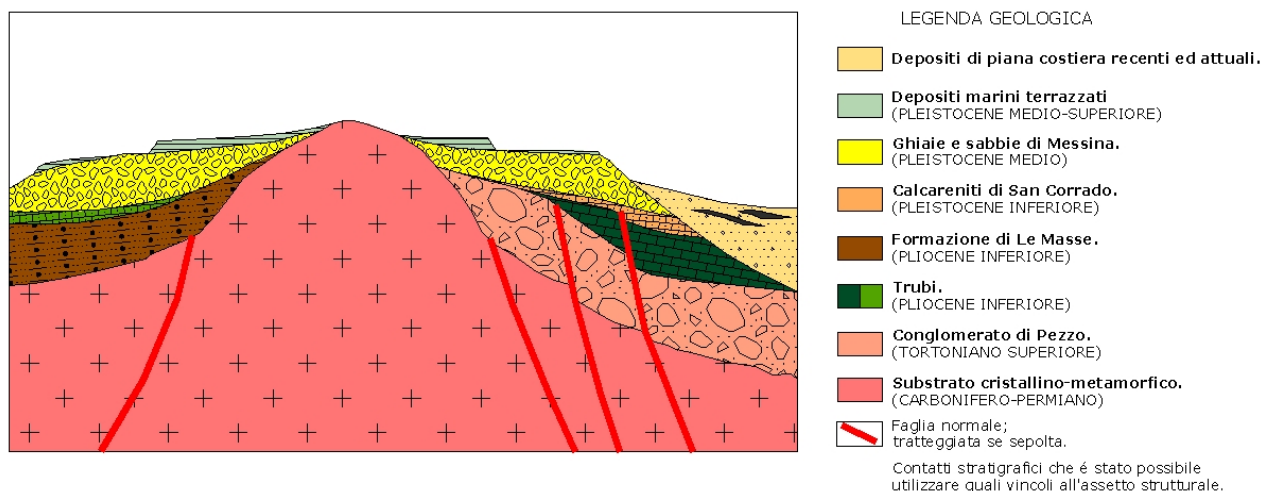 LEGENDA GEOLOGICA
Depositi di piana costiera recenti ed attuali.
Depositi marini terrazzati
(PLEISTOCENE MEDIO-SUPERIORE)
Ghiaie e sabbie di Messina.
(PLEISTOCENE MEDIO)
Calcareniti di San Corrado.
(PLEISTOCENE INFERIORE)
Formazione di Le Masse.
(PLIOCENE INFERIORE)
Trubi.
(PLIOCENE INFERIORE)
Conglomerato di Pezzo.
(TORTONIANO SUPERIORE)
Substrato cristallino-metamorfico.
(CARBONIFERO-PERMIANO)
Faglia normale;
tratteggiata se sepolta.
Contatti stratigrafici che é stato possibile
utilizzare quali vincoli all'assetto strutturale.